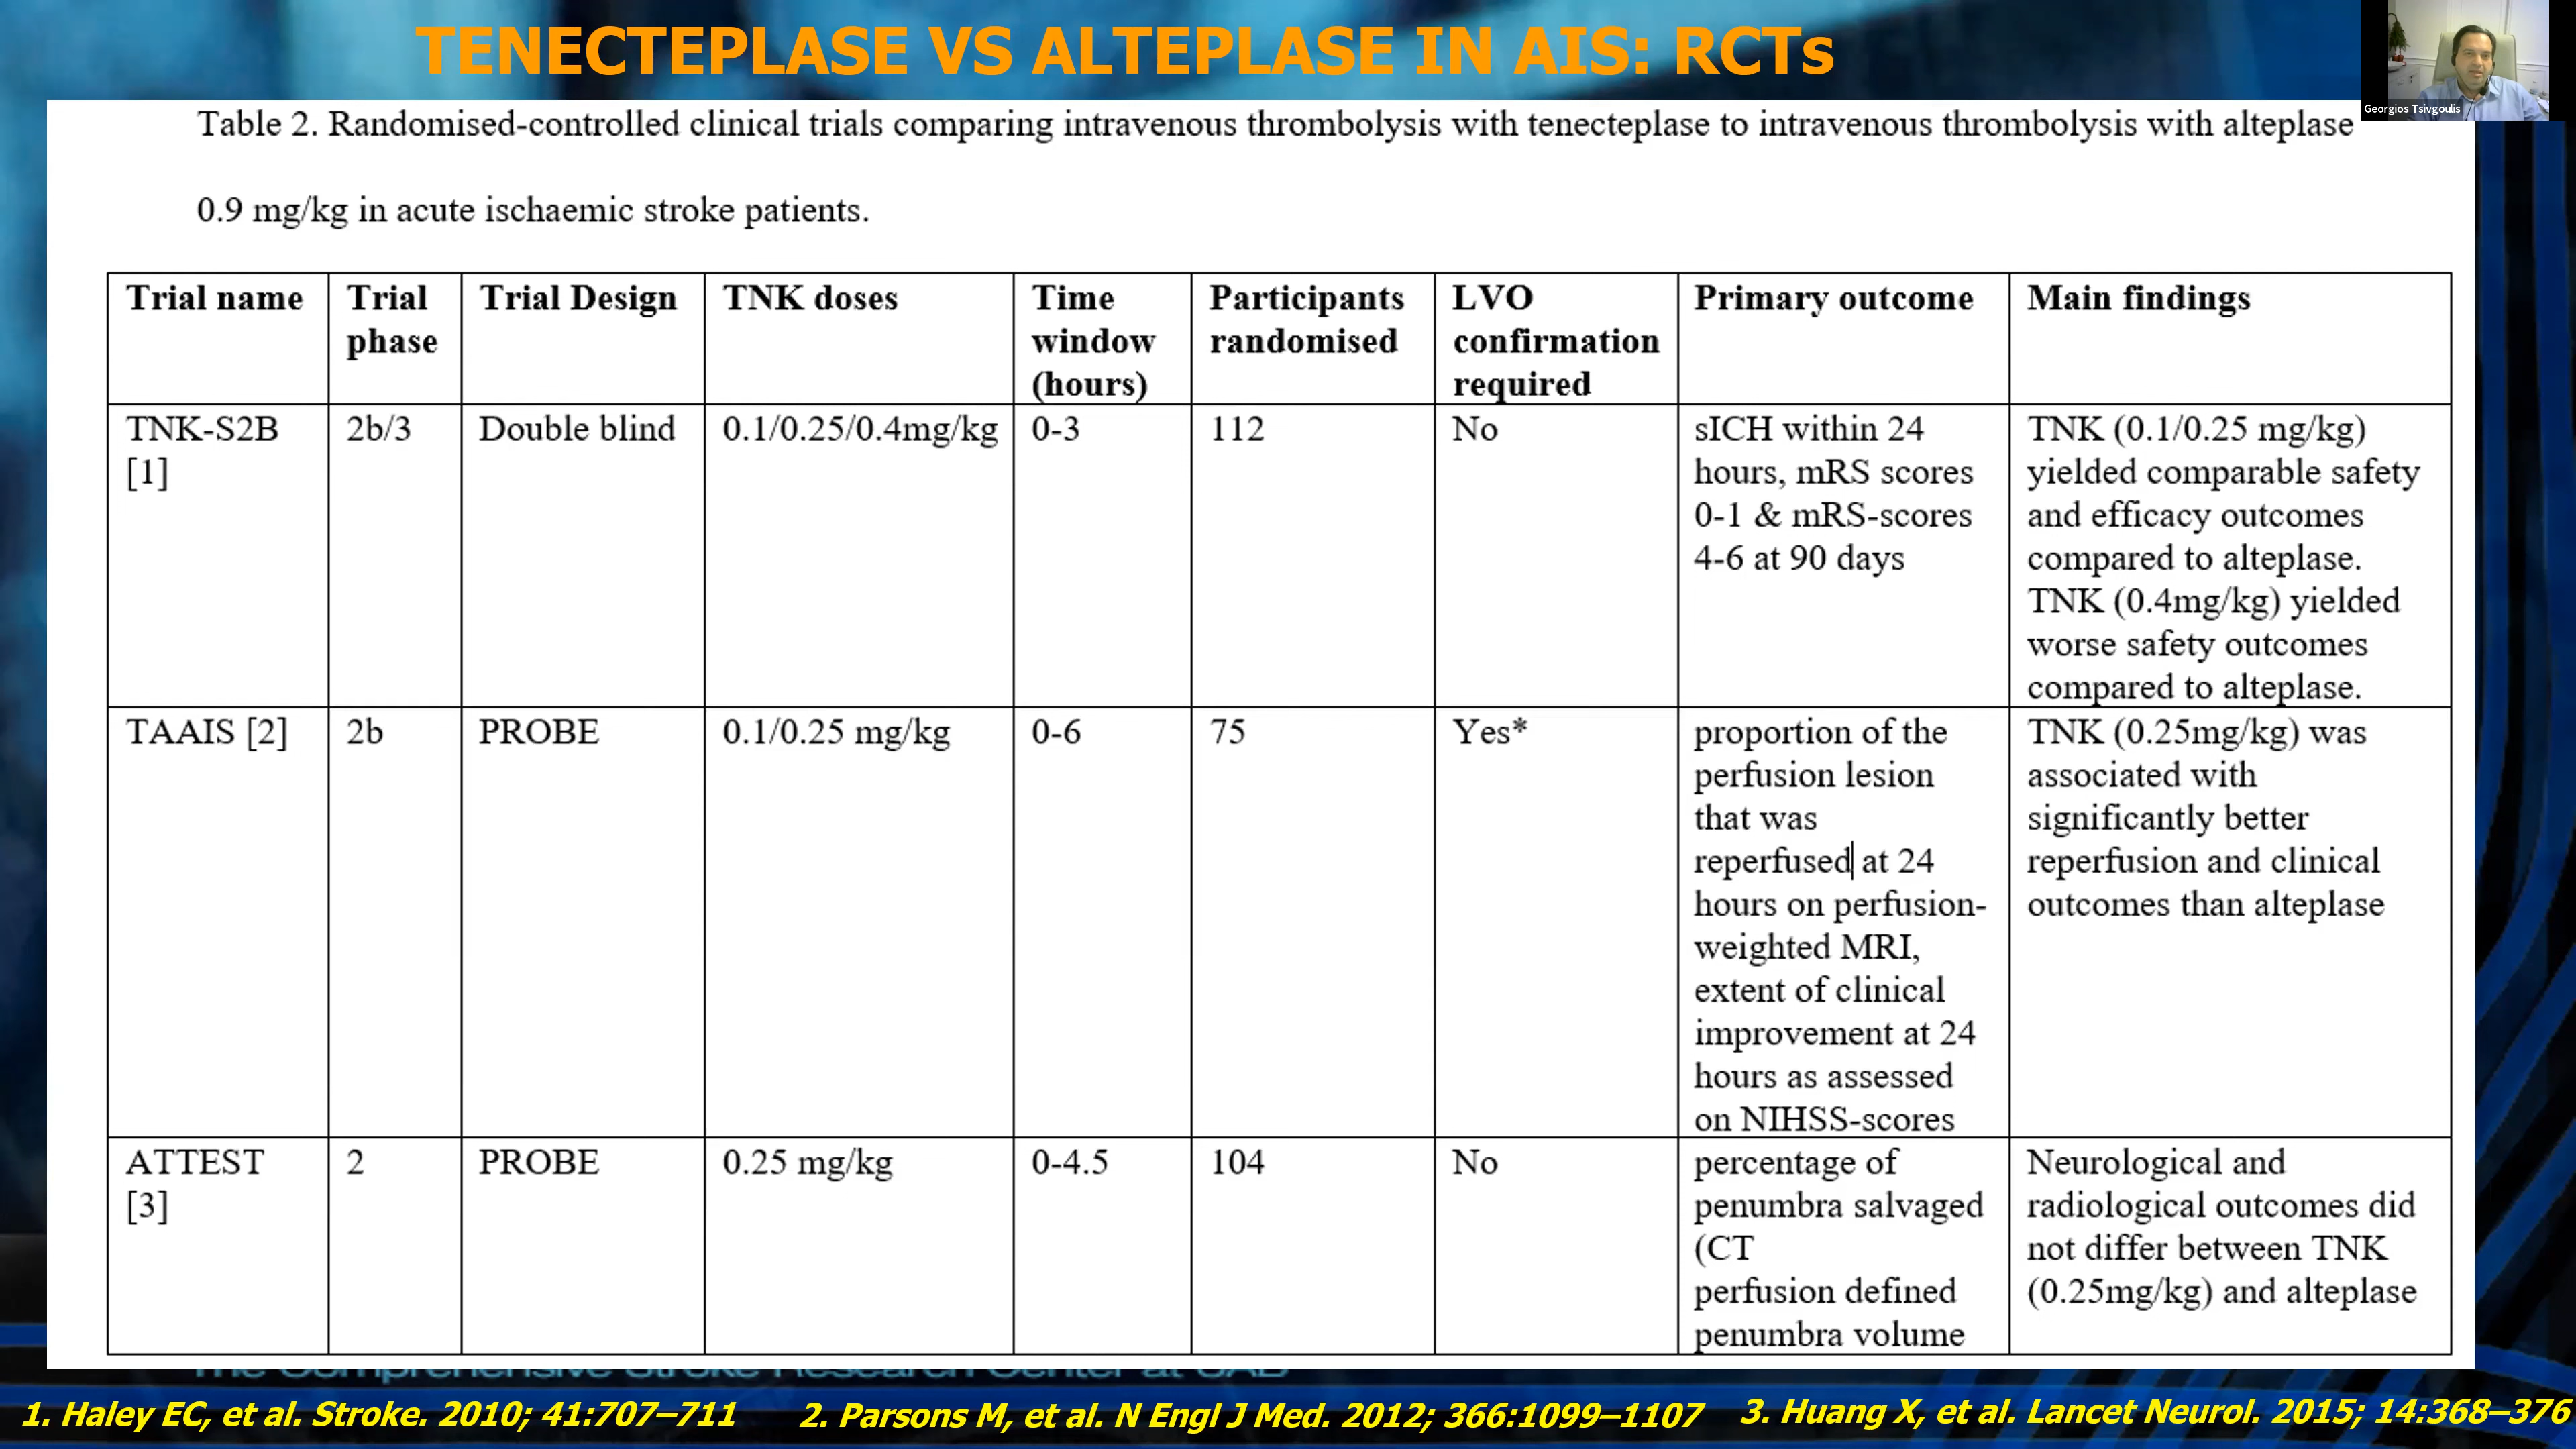 TENECTEPLASE VS ALTEPLASE IN AIS: RCTs
Georgios Tsivgoulis
Table 2. Randomised-controlled clinical trials comparing intravenous thrombolysis with tenecteplase to intravenous thrombolysis with alteplase
0.9 mg/kg in acute ischaemic stroke patients.
Trial name
Trial
phase
Trial Design
TNK doses
Time
window
(hours)
Participants
randomised
LVO
confirmation
required
Primary outcome
Main findings
TNK-S2B
[1]
2b/3
Double blind
0.1/0.25/0.4mg/kg
0-3
112
No
sICH within 24
hours, mRS scores
0-1 & mRS-scores
4-6 at 90 days
TNK (0.1/0.25 mg/kg)
yielded comparable safety
and efficacy outcomes
compared to alteplase.
TNK (0.4mg/kg) yielded
worse safety outcomes
compared to alteplase.
TAAIS [2]
2b
PROBE
0.1/0.25 mg/kg
0-6
75
Yes*
proportion of the
perfusion lesion
that was
reperfused at 24
hours on perfusion-
weighted MRI,
extent of clinical
improvement at 24
hours as assessed
on NIHSS-scores
TNK (0.25mg/kg) was
associated with
significantly better
reperfusion and clinical
outcomes than alteplase
ATTEST
[3]
2
PROBE
0.25 mg/kg
0-4.5
104
No
percentage of
penumbra salvaged
(CT
perfusion defined
penumbra volume
Neurological and
radiological outcomes did
not differ between TNK
(0.25mg/kg) and alteplase
The Comprehensive Stroke Research Center at UAB
1. Haley EC, et al. Stroke. 2010; 41:707–711
2. Parsons M, et al. N Engl J Med. 2012; 366:1099–1107
3. Huang X, et al. Lancet Neurol. 2015; 14:368–376